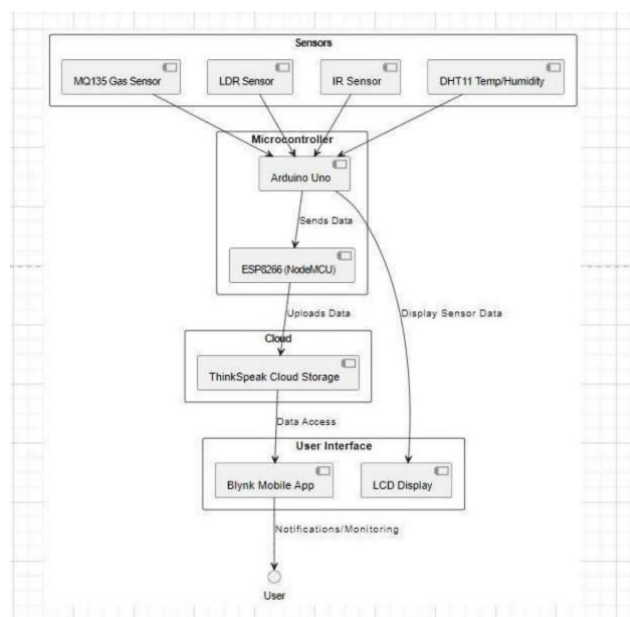 Sensors
MQ135 Gas Sensor
LDR Sensor
IR Sensor
DHT11 Temp/Humidity
Microcontroller
Arduino Uno
Sends Data
ESP8266 (NodeMCU)
Uploads Data
Display Sensor Data
Cloud
ThinkSpeak Cloud Storage
Data Access
User Interface
Blynk Mobile App
LCD Display
Notifications/Monitoring
User